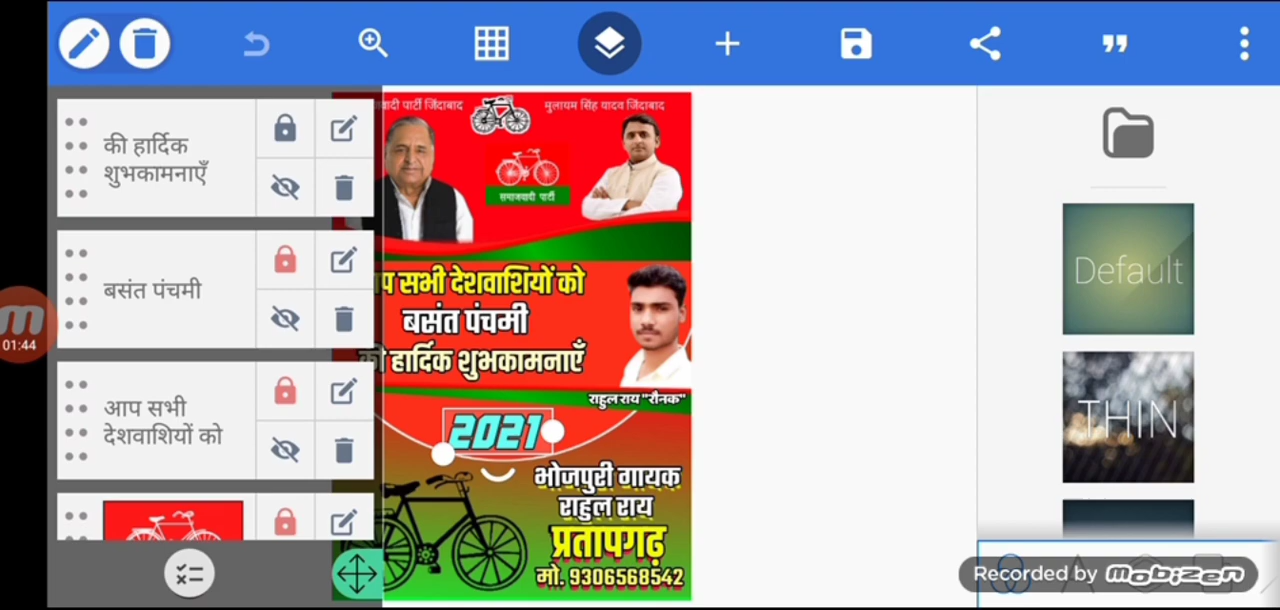 की हार्दिक
शुभकामनाएँ
बसंत पंचमी
आप सभी
देशवाशियों को
01:44
वादी पार्टी जिंदाबाद
मुलायम सिंह यादव जिंदाबाद
समाजवादी पार्टी
प सभी देशवाशियों को
बसंत पंचमी
की हार्दिक शुभकामनाएँ
राहुल राय "रौनक"
2021
भोजपुरी गायक
राहुल राय
प्रतापगढ़
मो. 9306568542
Default
THIN
Recorded by mobizen